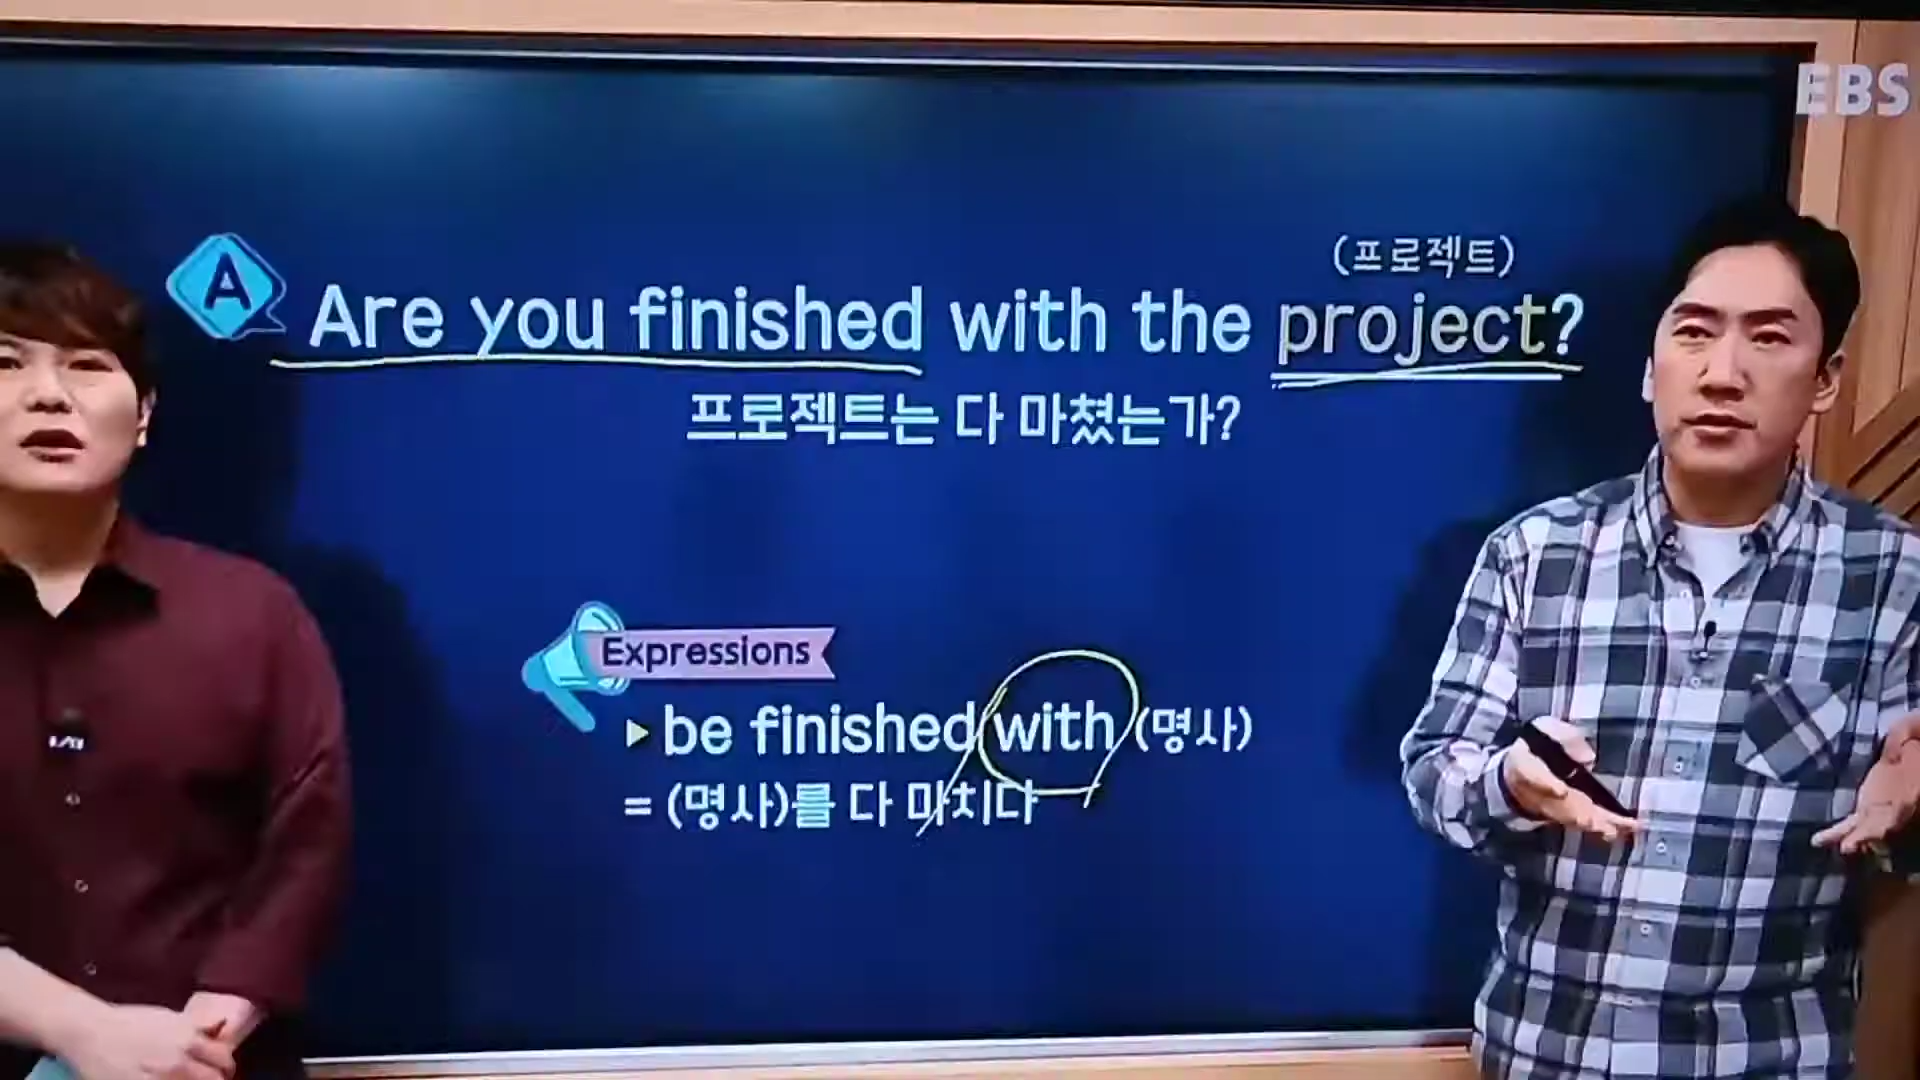 EBS
(프로젝트)
A Are you finished with the project?
프로젝트는 다 마쳤는가?
Expressions
▶ be finished with (명사)
= (명사)를 다 마치다